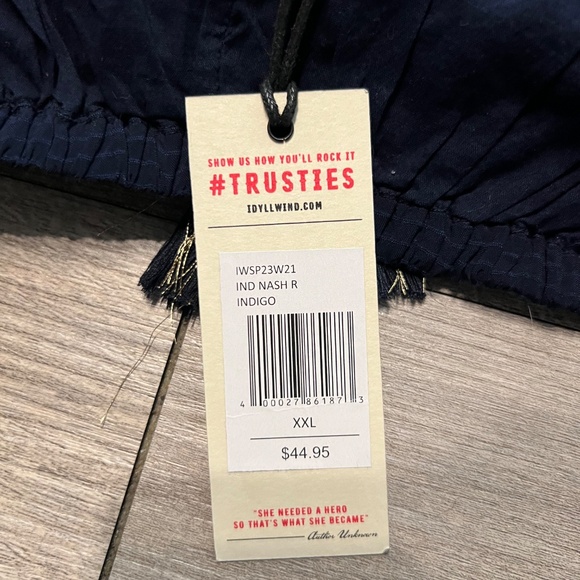 SHOW US HOW YOU'LL ROCK IT
#TRUSTIES
IDYLLWIND.COM
IWSP23W21
IND NASH R
INDIGO
4 00027 86187 3
XXL
$44.95
"SHE NEEDED A HERO
SO THAT'S WHAT SHE BECAME"
Author Unknown